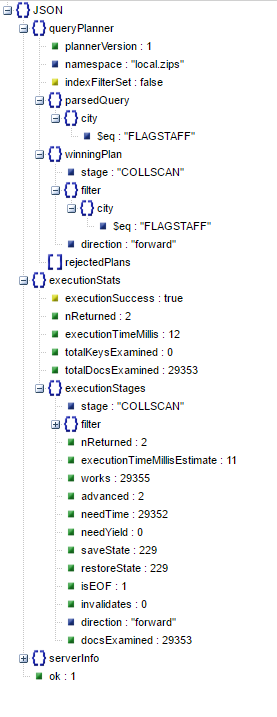 JSON
queryPlanner
plannerVersion : 1
namespace : "local.zips"
indexFilterSet : false
parsedQuery
city
$eq : "FLAGSTAFF"
winningPlan
stage : "COLLSCAN"
filter
city
$eq : "FLAGSTAFF"
direction : "forward"
rejectedPlans
executionStats
executionSuccess : true
nReturned : 2
executionTimeMillis : 12
totalKeysExamined : 0
totalDocsExamined : 29353
executionStages
stage : "COLLSCAN"
filter
nReturned : 2
executionTimeMillisEstimate : 11
works : 29355
advanced : 2
needTime : 29352
needYield : 0
saveState : 229
restoreState : 229
isEOF : 1
invalidates : 0
direction : "forward"
docsExamined : 29353
serverInfo
ok : 1